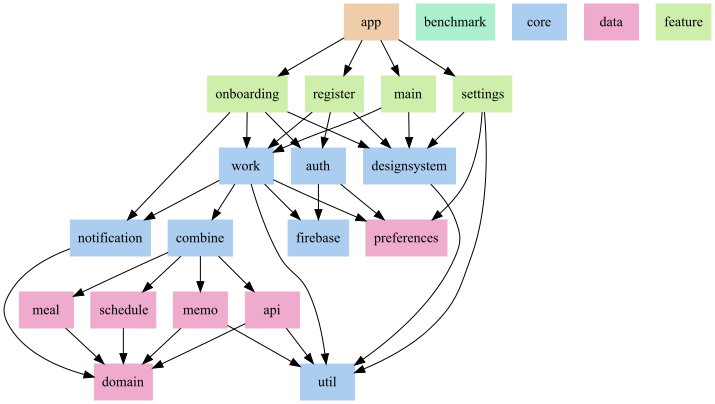 app
benchmark
core
data
feature
onboarding
register
main
settings
work
auth
designsystem
notification
combine
firebase
preferences
meal
schedule
memo
api
domain
util